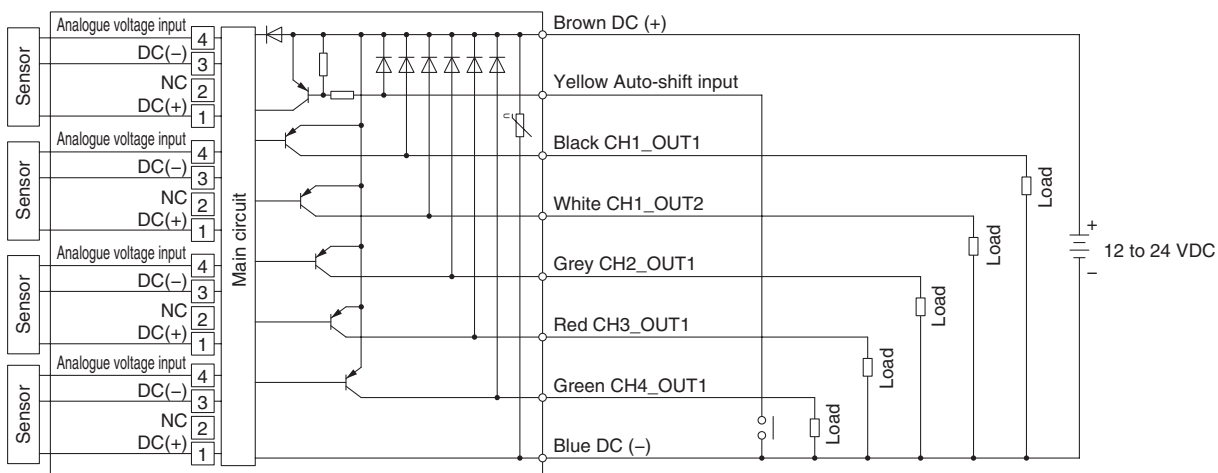 Sensor
Analogue voltage input 4
DC(−) 3
NC 2
DC(+) 1
Sensor
Analogue voltage input 4
DC(−) 3
NC 2
DC(+) 1
Sensor
Analogue voltage input 4
DC(−) 3
NC 2
DC(+) 1
Sensor
Analogue voltage input 4
DC(−) 3
NC 2
DC(+) 1
Main circuit
Brown DC (+)
Yellow Auto-shift input
Black CH1_OUT1
White CH1_OUT2
Grey CH2_OUT1
Red CH3_OUT1
Green CH4_OUT1
Blue DC (−)
Load
Load
Load
Load
Load
+
12 to 24 VDC
−